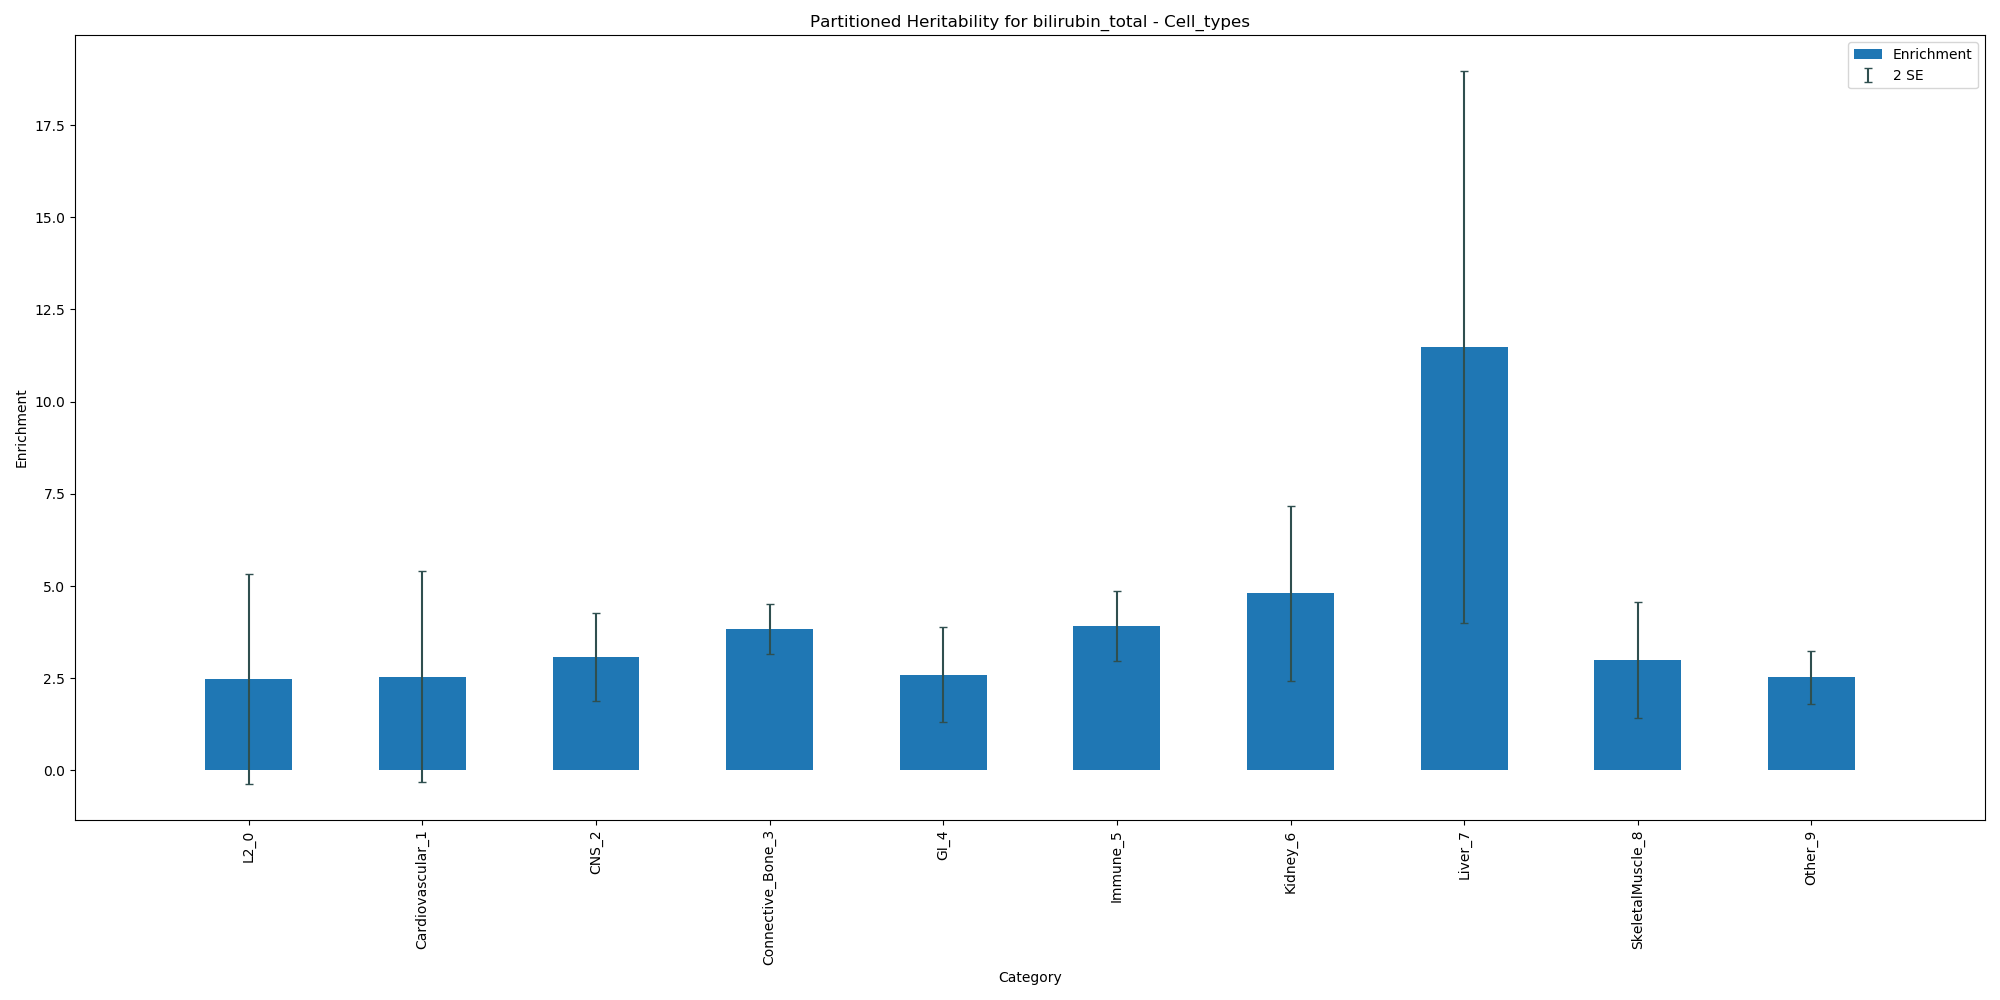 Partitioned Heritability for bilirubin_total - Cell_types
Enrichment
2 SE
17.5
15.0
12.5
10.0
7.5
5.0
2.5
0.0
Enrichment
L2_0
Cardiovascular_1
CNS_2
Connective_Bone_3
GI_4
Immune_5
Kidney_6
Liver_7
SkeletalMuscle_8
Other_9
Category